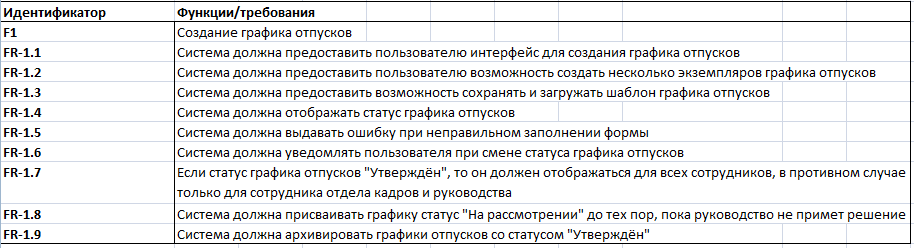 Идентификатор Функции/требования
F1 Создание графика отпусков
FR-1.1 Система должна предоставить пользователю интерфейс для создания графика отпусков
FR-1.2 Система должна предоставить пользователю возможность создать несколько экземпляров графика отпусков
FR-1.3 Система должна предоставить возможность сохранять и загружать шаблон графика отпусков
FR-1.4 Система должна отображать статус графика отпусков
FR-1.5 Система должна выдавать ошибку при неправильном заполнении формы
FR-1.6 Система должна уведомлять пользователя при смене статуса графика отпусков
FR-1.7 Если статус графика отпусков "Утверждён", то он должен отображаться для всех сотрудников, в противном случае
только для сотрудника отдела кадров и руководства
FR-1.8 Система должна присваивать графику статус "На рассмотрении" до тех пор, пока руководство не примет решение
FR-1.9 Система должна архивировать графики отпусков со статусом "Утверждён"